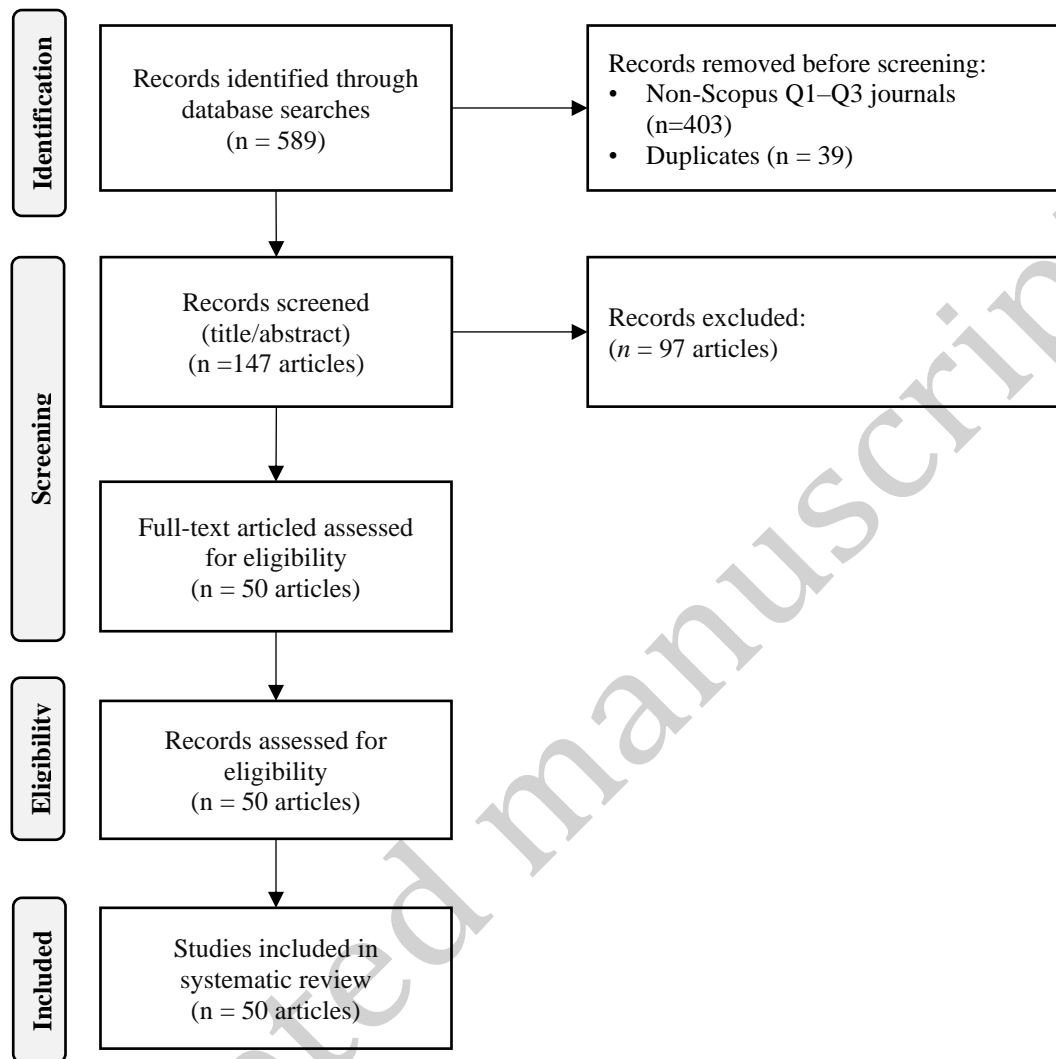 Identification
Records identified through
database searches
(n = 589)
Records removed before screening:
• Non-Scopus Q1–Q3 journals
(n=403)
• Duplicates (n = 39)
Screening
Records screened
(title/abstract)
(n =147 articles)
Records excluded:
(n = 97 articles)
Full-text articled assessed
for eligibility
(n = 50 articles)
Eligibility
Records assessed for
eligibility
(n = 50 articles)
Included
Studies included in
systematic review
(n = 50 articles)
manuscrip